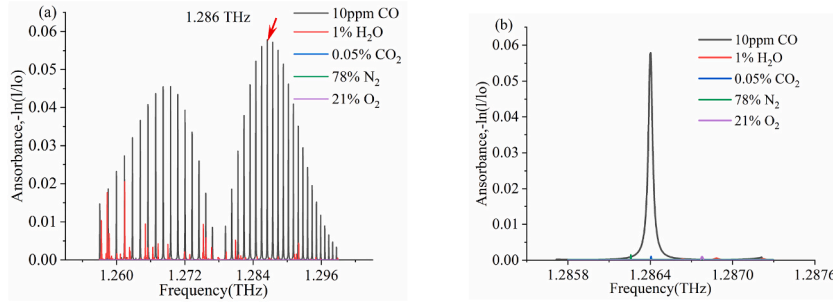 (a)
1.286 THz
10ppm CO
1% H₂O
0.05% CO₂
78% N₂
21% O₂
0.06
0.05
0.04
0.03
0.02
0.01
0.00
Ansorbance,-ln(I/Io)
1.260
1.272
1.284
1.296
Frequency(THz)
(b)
10ppm CO
1% H₂O
0.05% CO₂
78% N₂
21% O₂
0.06
0.05
0.04
0.03
0.02
0.01
0.00
Ansorbance,-ln(I/Io)
1.2858
1.2864
1.2870
1.2876
Frequency(THz)